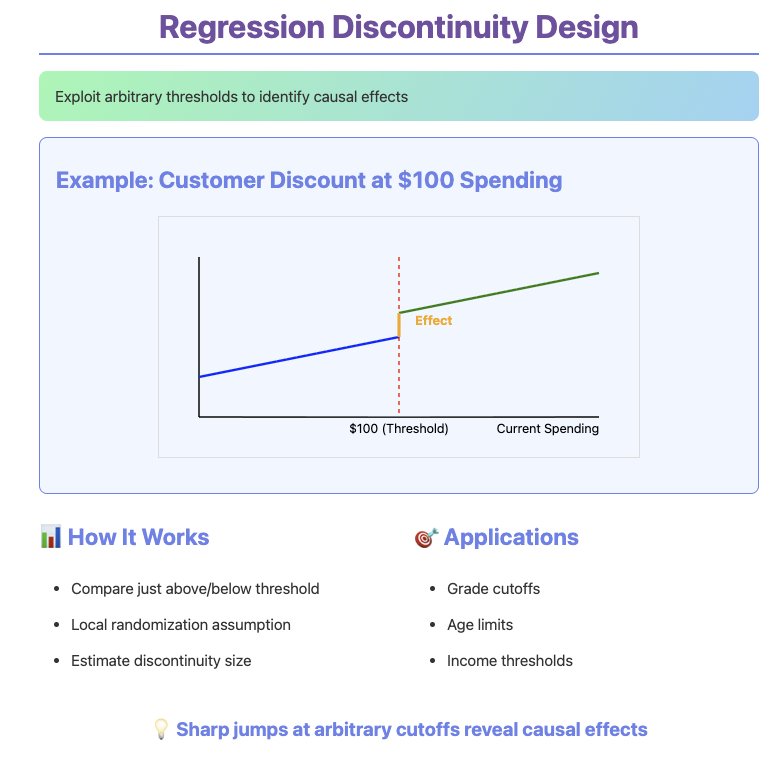 Regression Discontinuity Design
Exploit arbitrary thresholds to identify causal effects
Example: Customer Discount at $100 Spending
Effect
$100 (Threshold)
Current Spending
📊 How It Works
• Compare just above/below threshold
• Local randomization assumption
• Estimate discontinuity size
🎯 Applications
• Grade cutoffs
• Age limits
• Income thresholds
💡 Sharp jumps at arbitrary cutoffs reveal causal effects